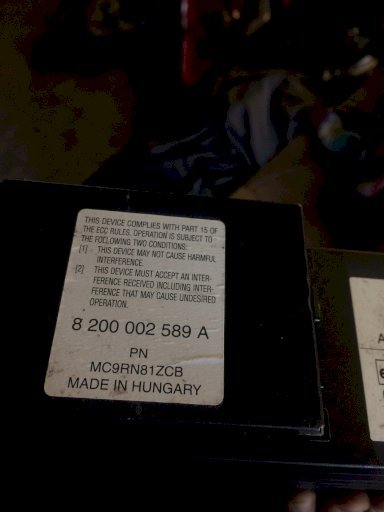 THIS DEVICE COMPLIES WITH PART 15 OF
THE ECC RULES. OPERATION IS SUBJECT TO
THE FOLLOWING TWO CONDITIONS:
[1] THIS DEVICE MAY NOT CAUSE HARMFUL
INTERFERENCE.
[2] THIS DEVICE MUST ACCEPT AN INTER-
FERENCE RECEIVED INCLUDING INTER-
FERENCE THAT MAY CAUSE UNDESIRED
OPERATION.
8 200 002 589 A
PN
MC9RN81ZCB
MADE IN HUNGARY
A
6